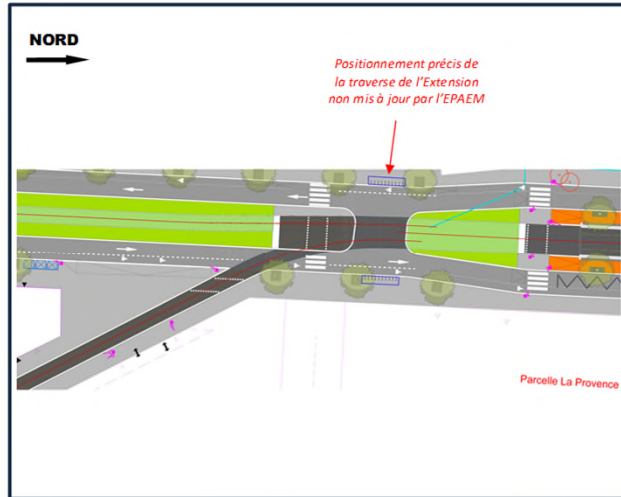 NORD
Positionnement précis de
la traverse de l'Extension
non mis à jour par l'EPAEM
Parcelle La Provence